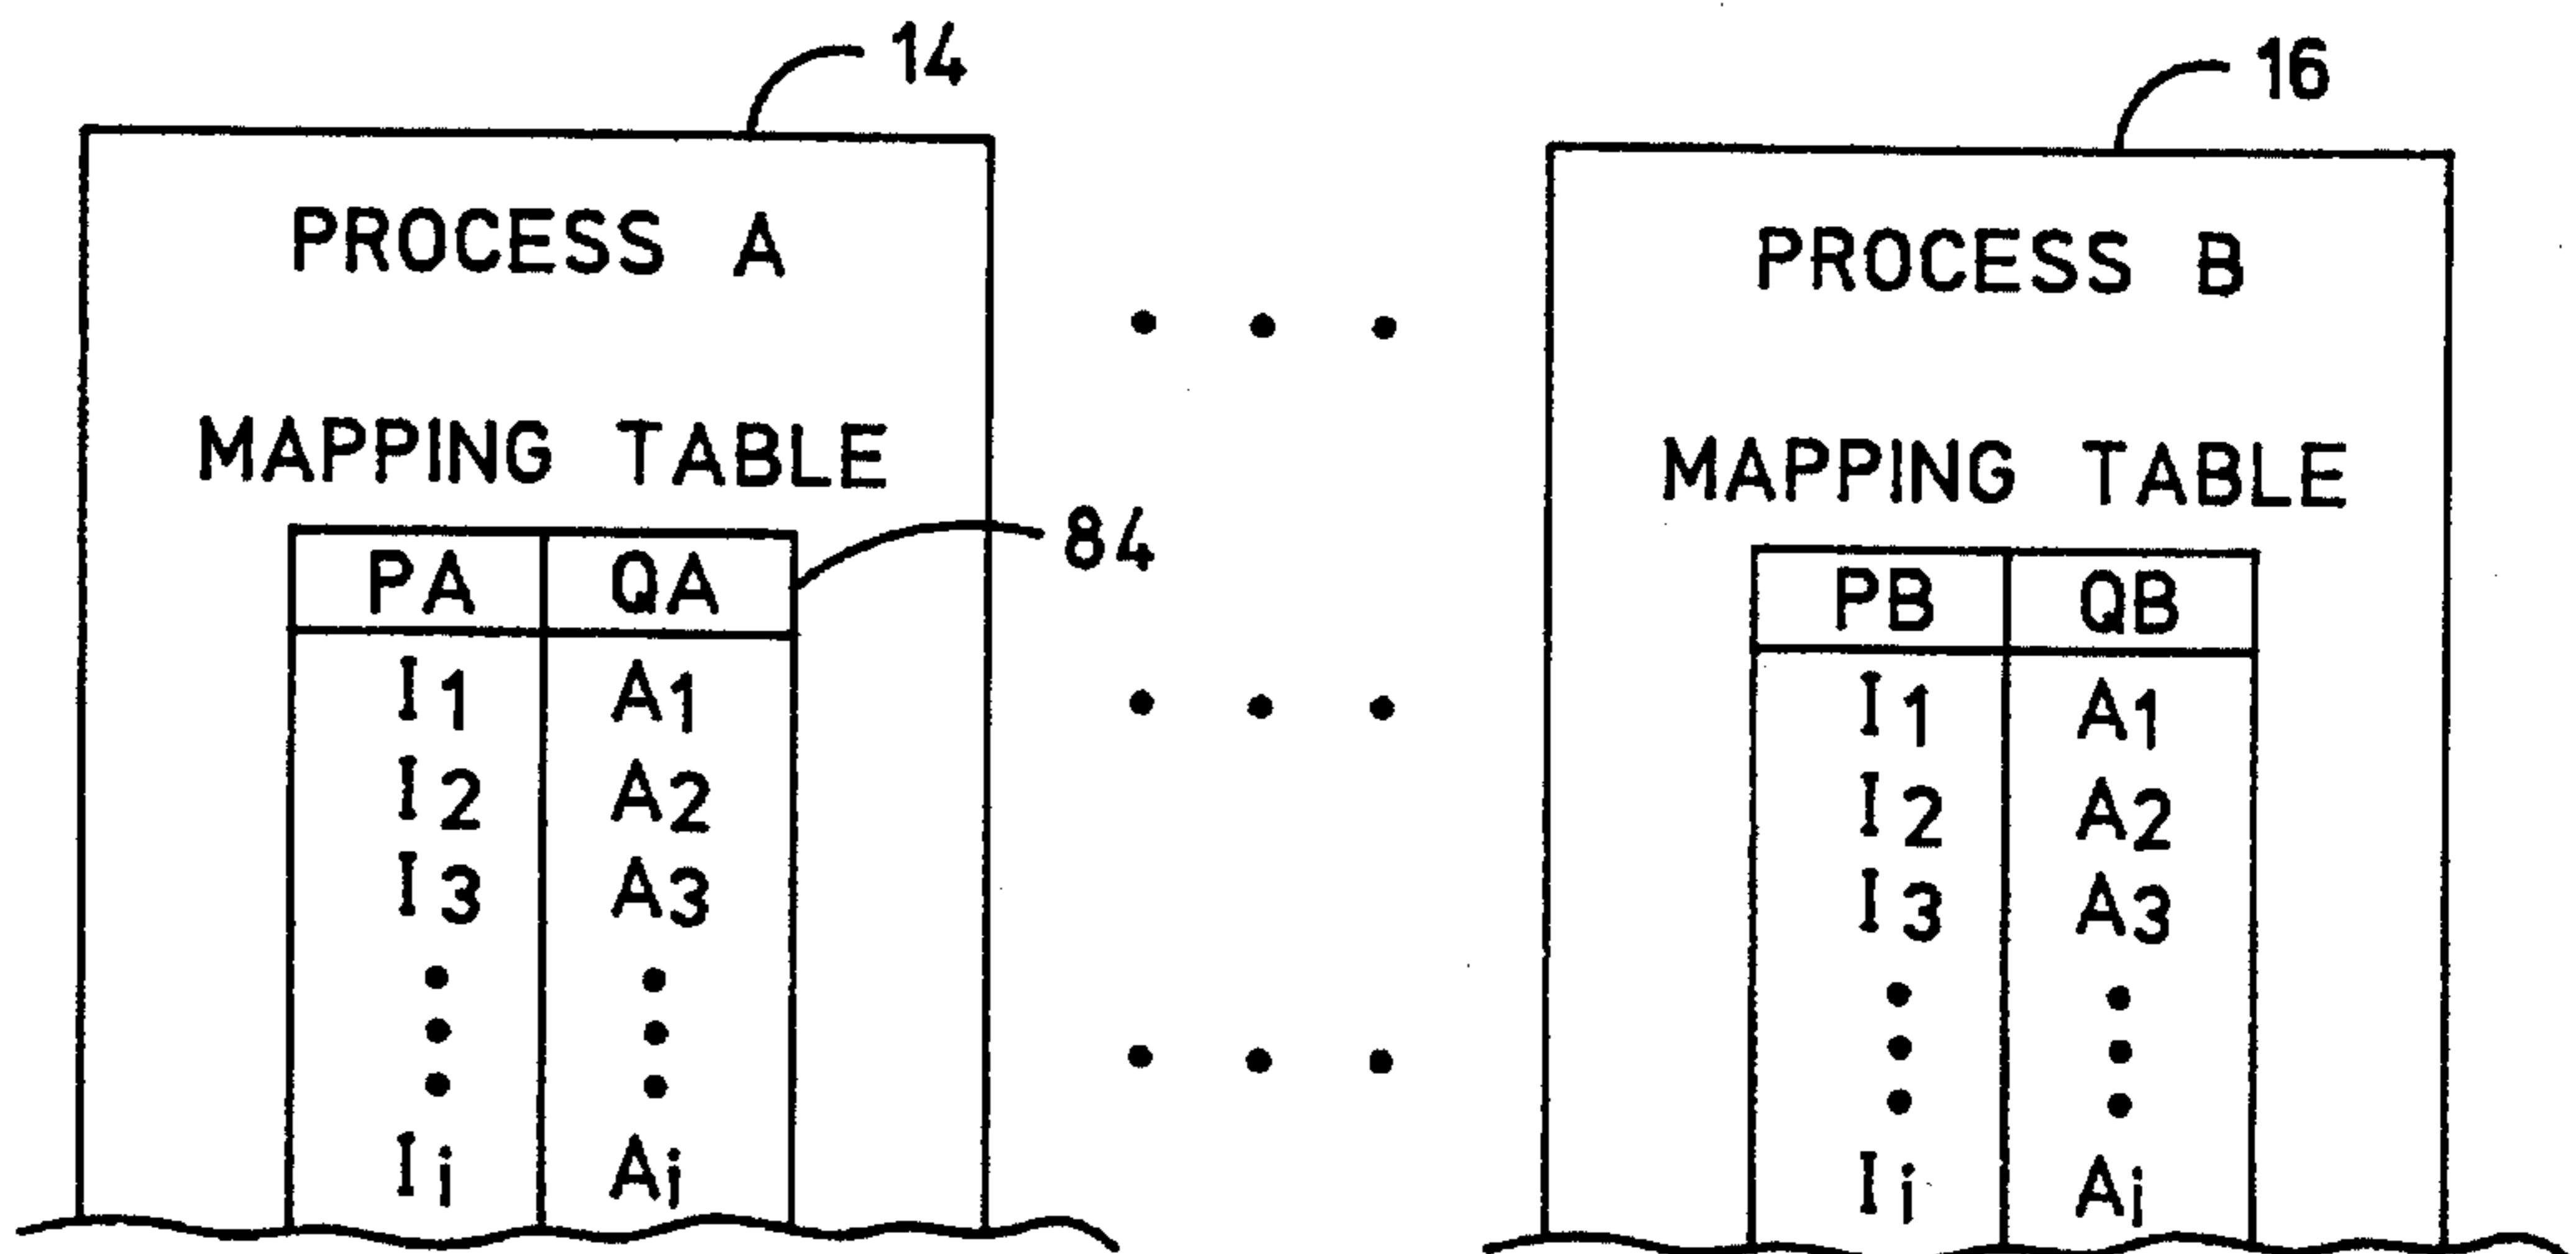 14
16
PROCESS A
PROCESS B
MAPPING TABLE
MAPPING TABLE
84
PA QA
PB QB
I1 A1
I1 A1
I2 A2
I2 A2
I3 A3
I3 A3
Ii Ai
Ii Ai